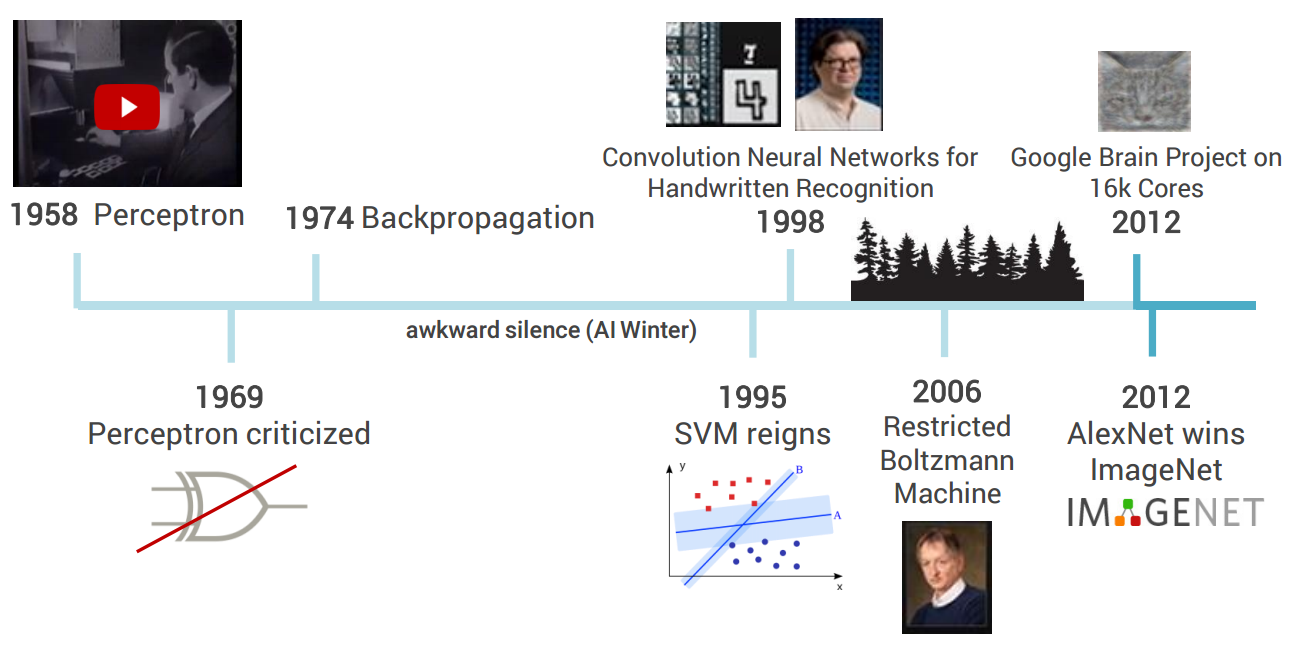 1958 Perceptron
1974 Backpropagation
Convolution Neural Networks for
Handwritten Recognition
1998
Google Brain Project on
16k Cores
2012
4
awkward silence (AI Winter)
1969
Perceptron criticized
1995
SVM reigns
y
B
A
x
2006
Restricted
Boltzmann
Machine
2012
AlexNet wins
ImageNet
IMAGENET